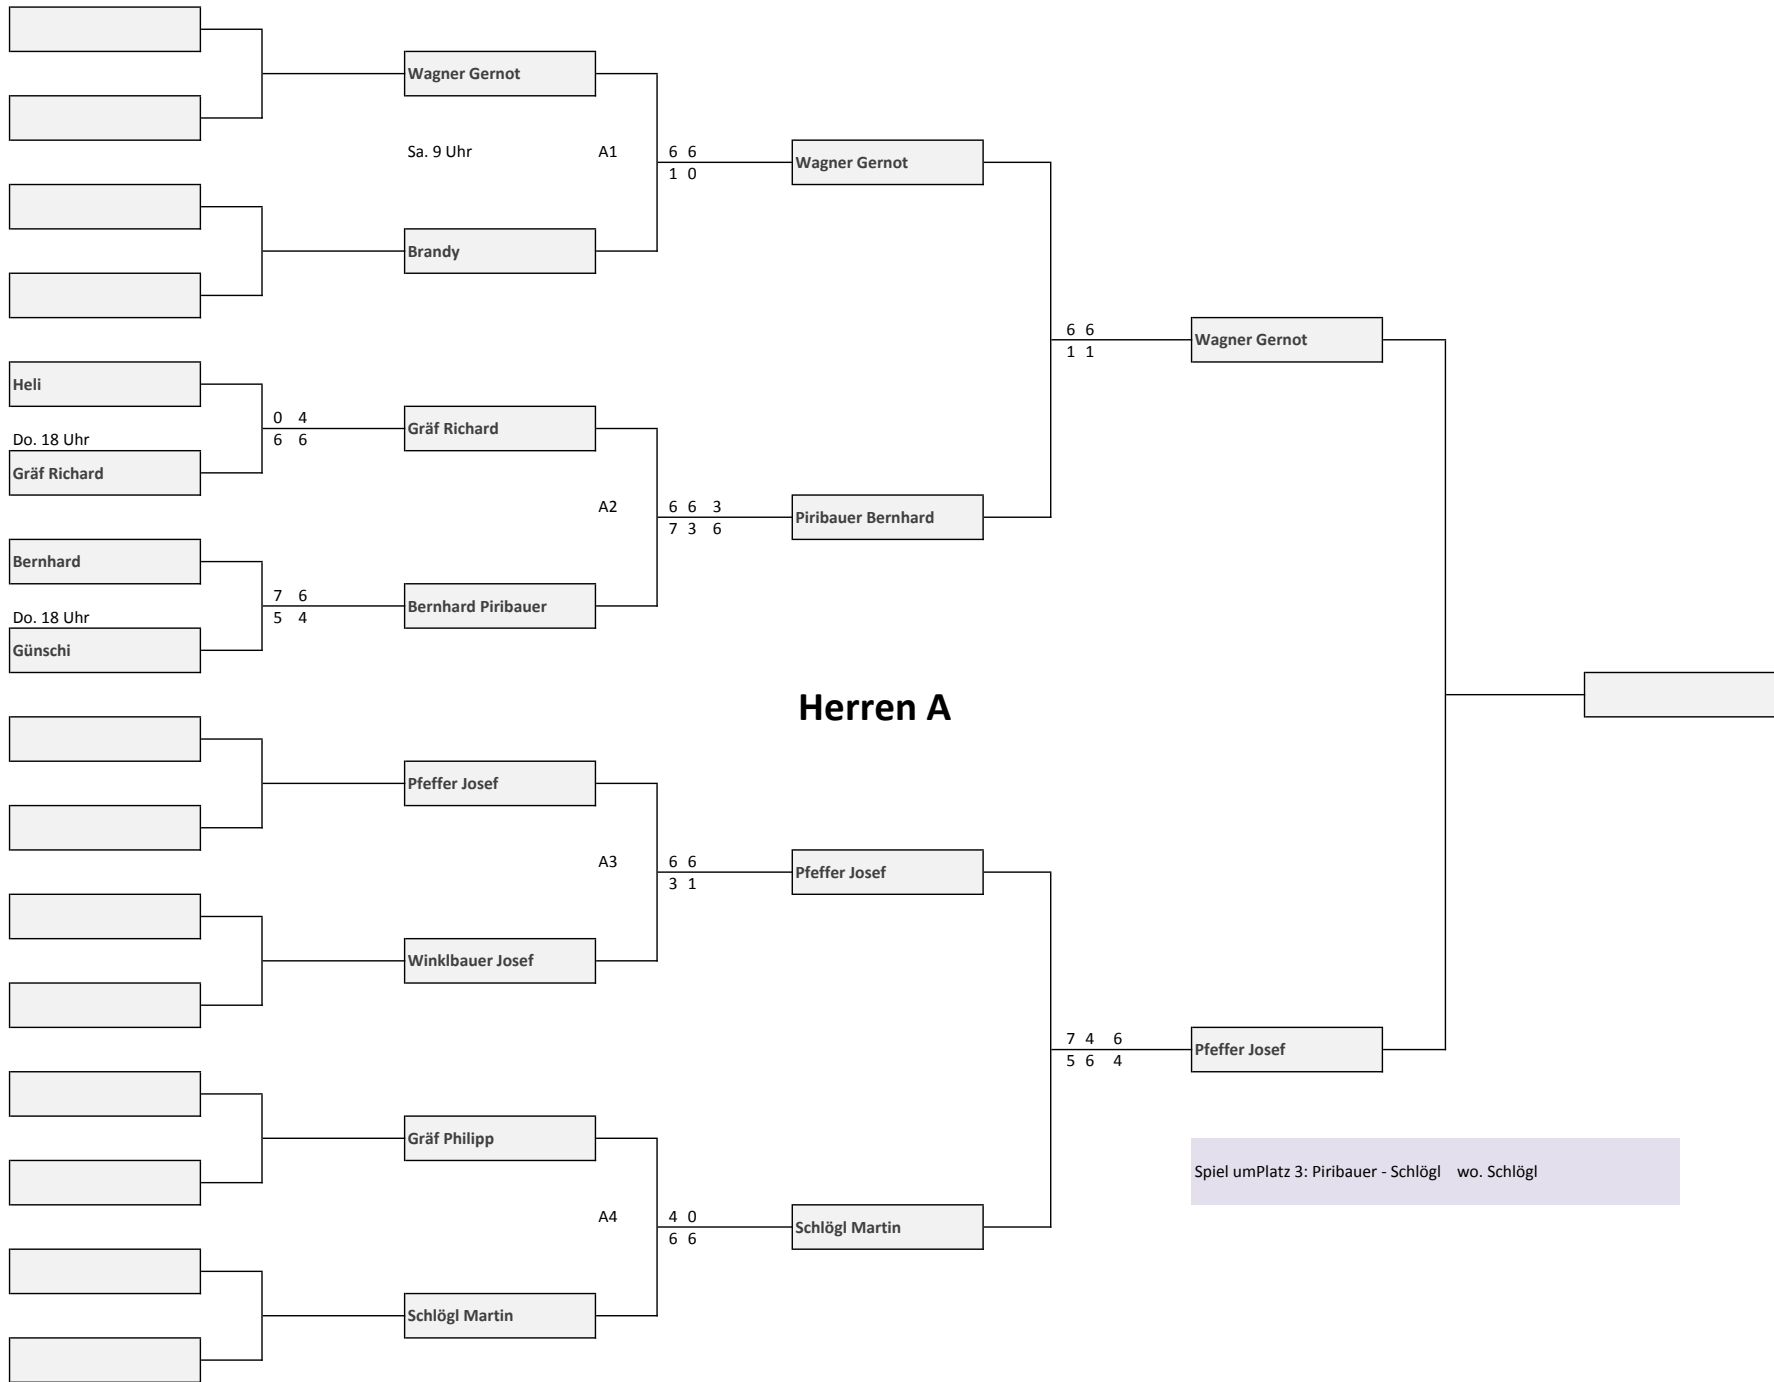 Wagner Gernot
Sa. 9 Uhr
A1
6 6
1 0
Wagner Gernot
Brandy
6 6
1 1
Wagner Gernot
Heli
Do. 18 Uhr
Gräf Richard
0 4
6 6
Gräf Richard
A2
6 6 3
7 3 6
Piribauer Bernhard
Bernhard
Do. 18 Uhr
Günschi
7 6
5 4
Bernhard Piribauer
Herren A
Pfeffer Josef
A3
6 6
3 1
Pfeffer Josef
Winklbauer Josef
7 4 6
5 6 4
Pfeffer Josef
Gräf Philipp
Spiel umPlatz 3: Piribauer - Schlögl wo. Schlögl
A4
4 0
6 6
Schlögl Martin
Schlögl Martin